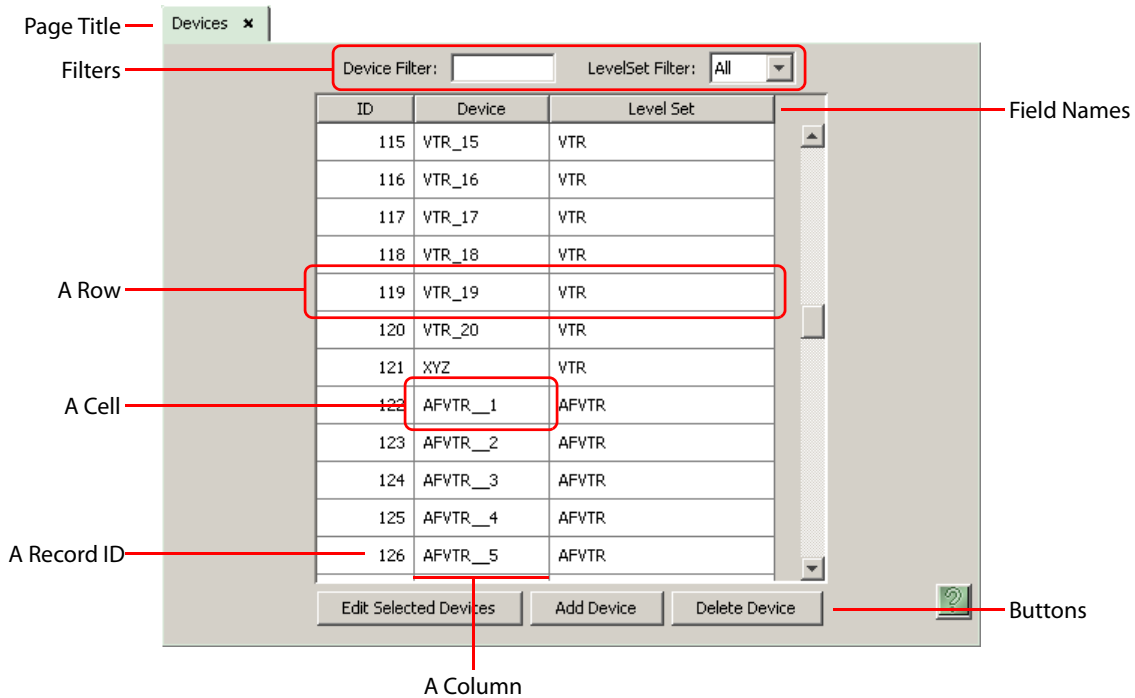 Page Title
Devices ×
Filters
Device Filter:
LevelSet Filter: All
Field Names
ID Device Level Set
115 VTR_15 VTR
116 VTR_16 VTR
117 VTR_17 VTR
118 VTR_18 VTR
A Row
119 VTR_19 VTR
120 VTR_20 VTR
121 XYZ VTR
A Cell
122 AFVTR__1 AFVTR
123 AFVTR__2 AFVTR
124 AFVTR__3 AFVTR
125 AFVTR__4 AFVTR
A Record ID
126 AFVTR__5 AFVTR
Edit Selected Devices Add Device Delete Device
?
Buttons
A Column